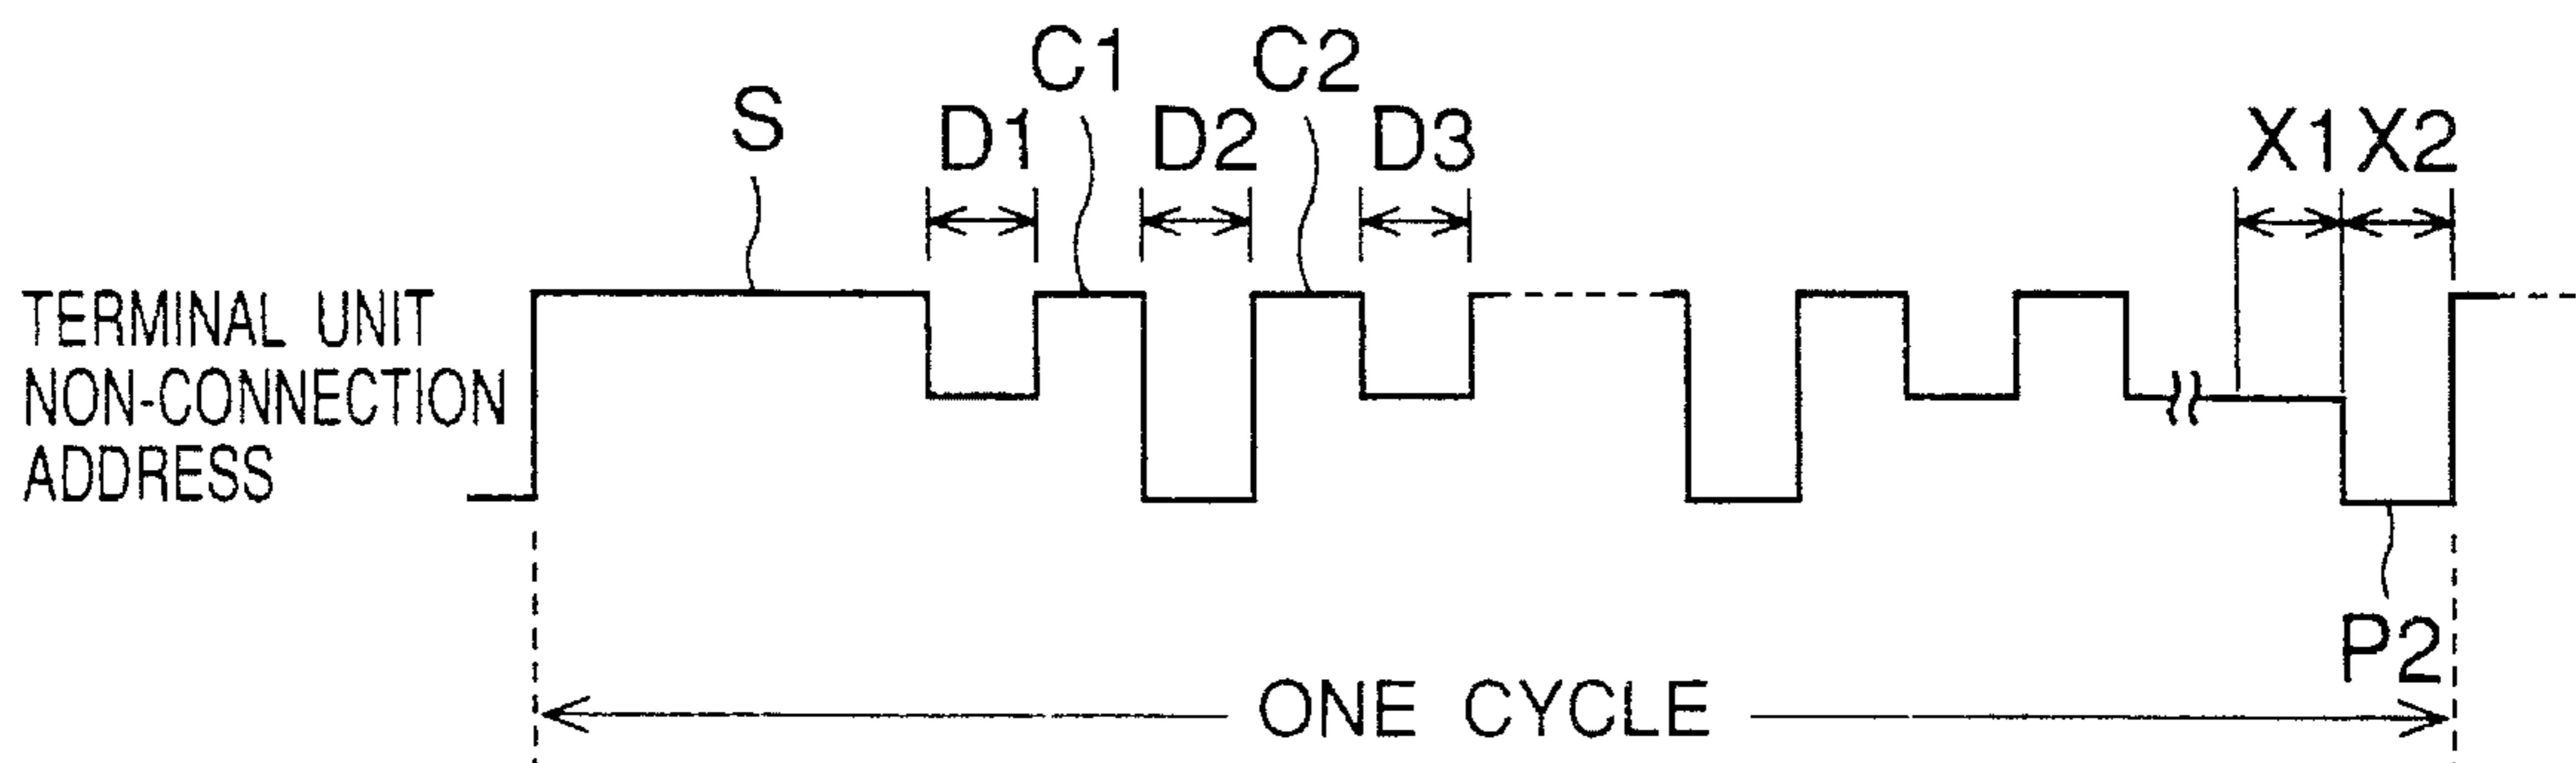 C1 C2
S D1 D2 D3 X1 X2
TERMINAL UNIT
NON-CONNECTION
ADDRESS
P2
ONE CYCLE